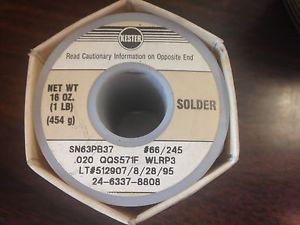 KESTER
Read Cautionary Information on Opposite End
NET WT
16 OZ.
(1 LB)
(454 g)
SOLDER
SN63PB37 #66/245
.020 QQS571F WLRP3
LT#512907/8/28/95
24-6337-8808